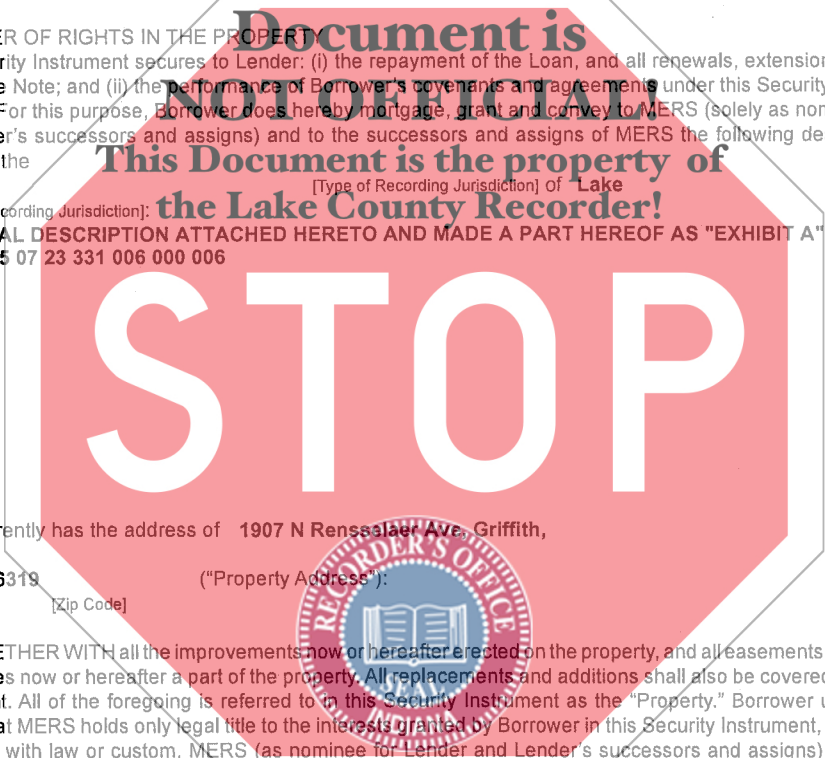 ER OF RIGHTS IN THE PROPERTY
Document is
rity Instrument secures to Lender: (i) the repayment of the Loan, and all renewals, extension
e Note; and (ii) the performance of Borrower's covenants and agreements under this Security
NOT OFFICIAL!
For this purpose, Borrower does hereby mortgage, grant and convey to MERS (solely as nom
er's successors and assigns) and to the successors and assigns of MERS the following de
the
This Document is the property of
[Type of Recording Jurisdiction] of Lake
cording Jurisdiction]:
the Lake County Recorder!
AL DESCRIPTION ATTACHED HERETO AND MADE A PART HEREOF AS "EXHIBIT A"
5 07 23 331 006 000 006
STOP
ently has the address of 1907 N Rensselaer Ave, Griffith,
6319 ("Property Address"):
[Zip Code]
RECORDER'S OFFICE
SEAL
ETHER WITH all the improvements now or hereafter erected on the property, and all easements
es now or hereafter a part of the property. All replacements and additions shall also be covered
t. All of the foregoing is referred to in this Security Instrument as the "Property." Borrower u
at MERS holds only legal title to the interests granted by Borrower in this Security Instrument,
with law or custom, MERS (as nominee for Lender and Lender's successors and assigns)